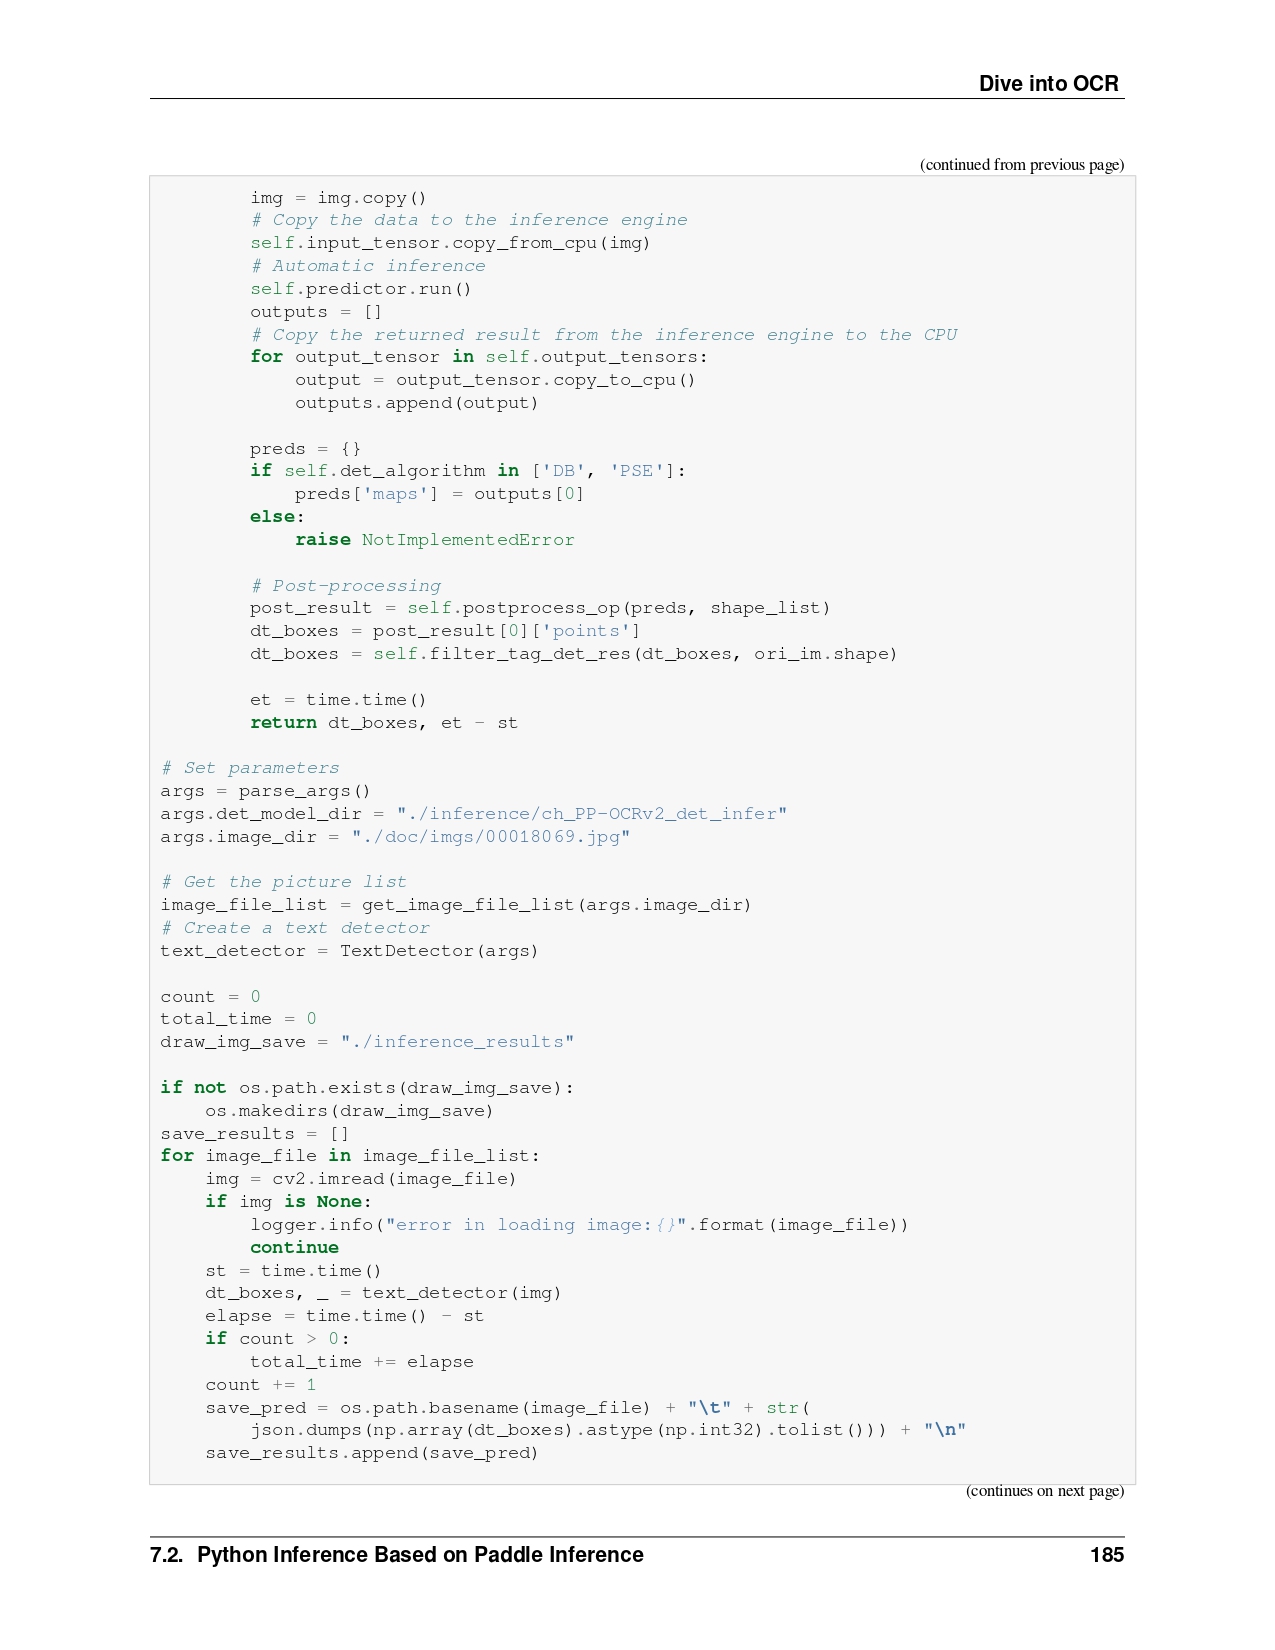 Dive into OCR
(continued from previous page)
        img = img.copy()
        # Copy the data to the inference engine
        self.input_tensor.copy_from_cpu(img)
        # Automatic inference
        self.predictor.run()
        outputs = []
        # Copy the returned result from the inference engine to the CPU
        for output_tensor in self.output_tensors:
            output = output_tensor.copy_to_cpu()
            outputs.append(output)

        preds = {}
        if self.det_algorithm in ['DB', 'PSE']:
            preds['maps'] = outputs[0]
        else:
            raise NotImplementedError

        # Post-processing
        post_result = self.postprocess_op(preds, shape_list)
        dt_boxes = post_result[0]['points']
        dt_boxes = self.filter_tag_det_res(dt_boxes, ori_im.shape)

        et = time.time()
        return dt_boxes, et - st

# Set parameters
args = parse_args()
args.det_model_dir = "./inference/ch_PP-OCRv2_det_infer"
args.image_dir = "./doc/imgs/00018069.jpg"

# Get the picture list
image_file_list = get_image_file_list(args.image_dir)
# Create a text detector
text_detector = TextDetector(args)

count = 0
total_time = 0
draw_img_save = "./inference_results"

if not os.path.exists(draw_img_save):
    os.makedirs(draw_img_save)
save_results = []
for image_file in image_file_list:
    img = cv2.imread(image_file)
    if img is None:
        logger.info("error in loading image:{}".format(image_file))
        continue
    st = time.time()
    dt_boxes, _ = text_detector(img)
    elapse = time.time() - st
    if count > 0:
        total_time += elapse
    count += 1
    save_pred = os.path.basename(image_file) + "\t" + str(
        json.dumps(np.array(dt_boxes).astype(np.int32).tolist())) + "\n"
    save_results.append(save_pred)
(continues on next page)
7.2. Python Inference Based on Paddle Inference 185